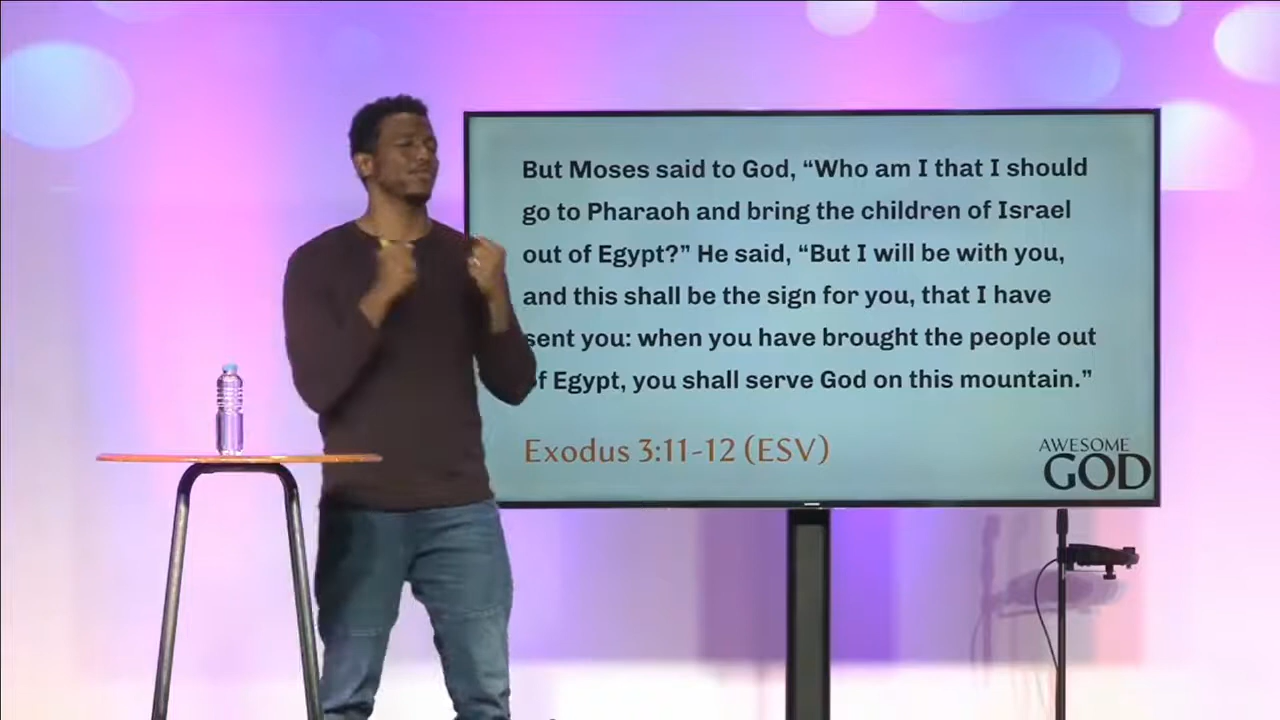 But Moses said to God, “Who am I that I should
go to Pharaoh and bring the children of Israel
out of Egypt?” He said, “But I will be with you,
and this shall be the sign for you, that I have
sent you: when you have brought the people out
of Egypt, you shall serve God on this mountain.”
Exodus 3:11-12 (ESV)
AWESOME
GOD